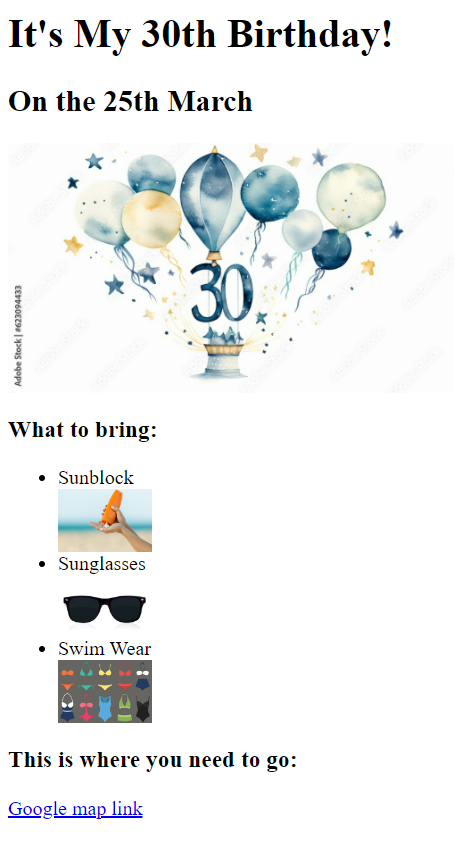 It's My 30th Birthday!
On the 25th March
30
Adobe Stock | #623094433
What to bring:
Sunblock
Sunglasses
Swim Wear
This is where you need to go:
Google map link